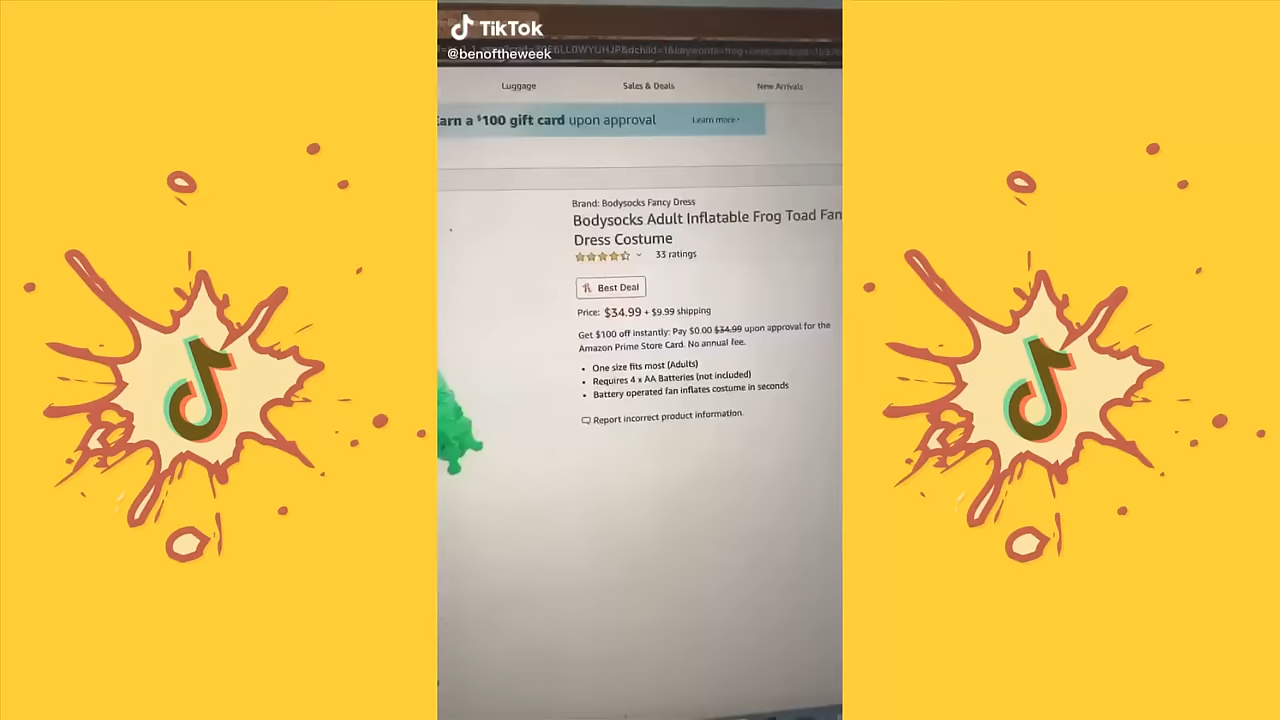 TikTok
@benoftheweek
Luggage
Sales & Deals
New Arrivals
Earn a $100 gift card upon approval
Learn more ›
Brand: Bodysocks Fancy Dress
Bodysocks Adult Inflatable Frog Toad Fan
Dress Costume
33 ratings
Best Deal
Price: $34.99 + $9.99 shipping
Get $100 off instantly: Pay $0.00 $34.99 upon approval for the
Amazon Prime Store Card. No annual fee.
• One size fits most (Adults)
• Requires 4 x AA Batteries (not included)
• Battery operated fan inflates costume in seconds
Report incorrect product information.